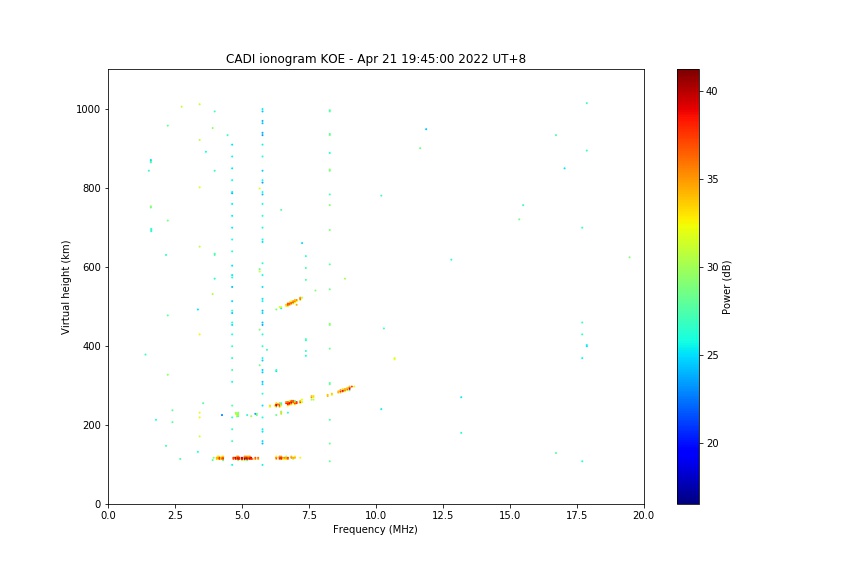 CADI ionogram KOE - Apr 21 19:45:00 2022 UT+8
1000
800
600
400
200
0
Virtual height (km)
0.0 2.5 5.0 7.5 10.0 12.5 15.0 17.5 20.0
Frequency (MHz)
40
35
30
25
20
Power (dB)